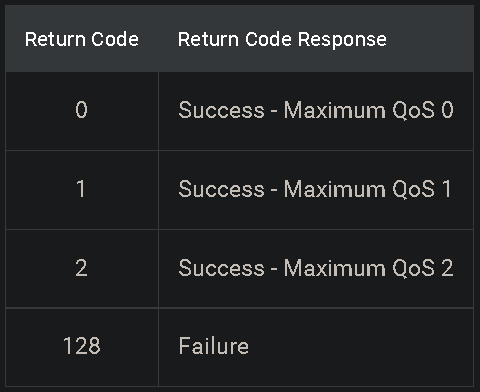 Return Code Return Code Response
0 Success - Maximum QoS 0
1 Success - Maximum QoS 1
2 Success - Maximum QoS 2
128 Failure